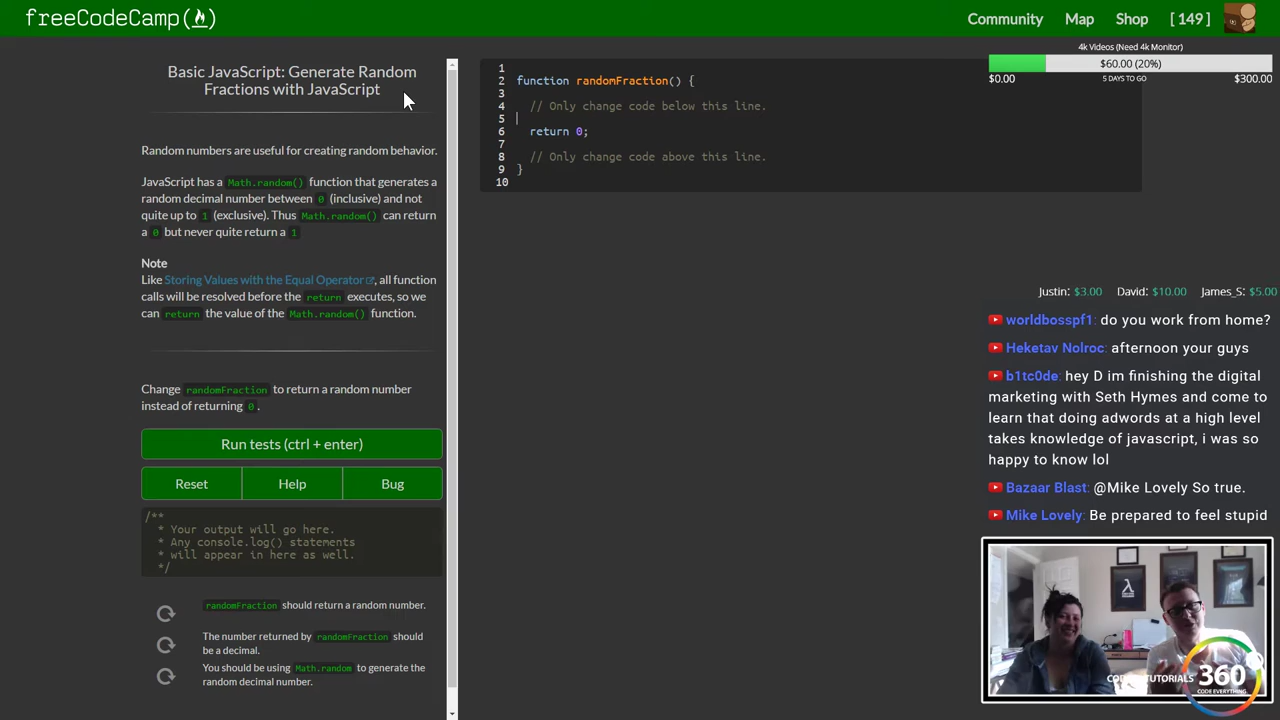 freeCodeCamp
Community Map Shop [ 149 ]
4k Videos (Need 4k Monitor)
$60.00 (20%)
$0.00 5 DAYS TO GO $300.00
Basic JavaScript: Generate Random
Fractions with JavaScript
Random numbers are useful for creating random behavior.
JavaScript has a Math.random() function that generates a
random decimal number between 0 (inclusive) and not
quite up to 1 (exclusive). Thus Math.random() can return
a 0 but never quite return a 1
Note
Like Storing Values with the Equal Operator, all function
calls will be resolved before the return executes, so we
can return the value of the Math.random() function.
Change randomFraction to return a random number
instead of returning 0.
Run tests (ctrl + enter)
Reset Help Bug
/**
* Your output will go here.
* Any console.log() statements
* will appear in here as well.
*/
randomFraction should return a random number.
The number returned by randomFraction should
be a decimal.
You should be using Math.random to generate the
random decimal number.
1
2 function randomFraction() {
3
4 // Only change code below this line.
5
6 return 0;
7
8 // Only change code above this line.
9 }
10
Justin: $3.00 David: $10.00 James_S: $5.00
worldbosspf1: do you work from home?
Heketav Nolroc: afternoon your guys
b1tc0de: hey D im finishing the digital
marketing with Seth Hymes and come to
learn that doing adwords at a high level
takes knowledge of javascript, i was so
happy to know lol
Bazaar Blast: @Mike Lovely So true.
Mike Lovely: Be prepared to feel stupid
TUTORIALS 360
CODE EVERYTHING